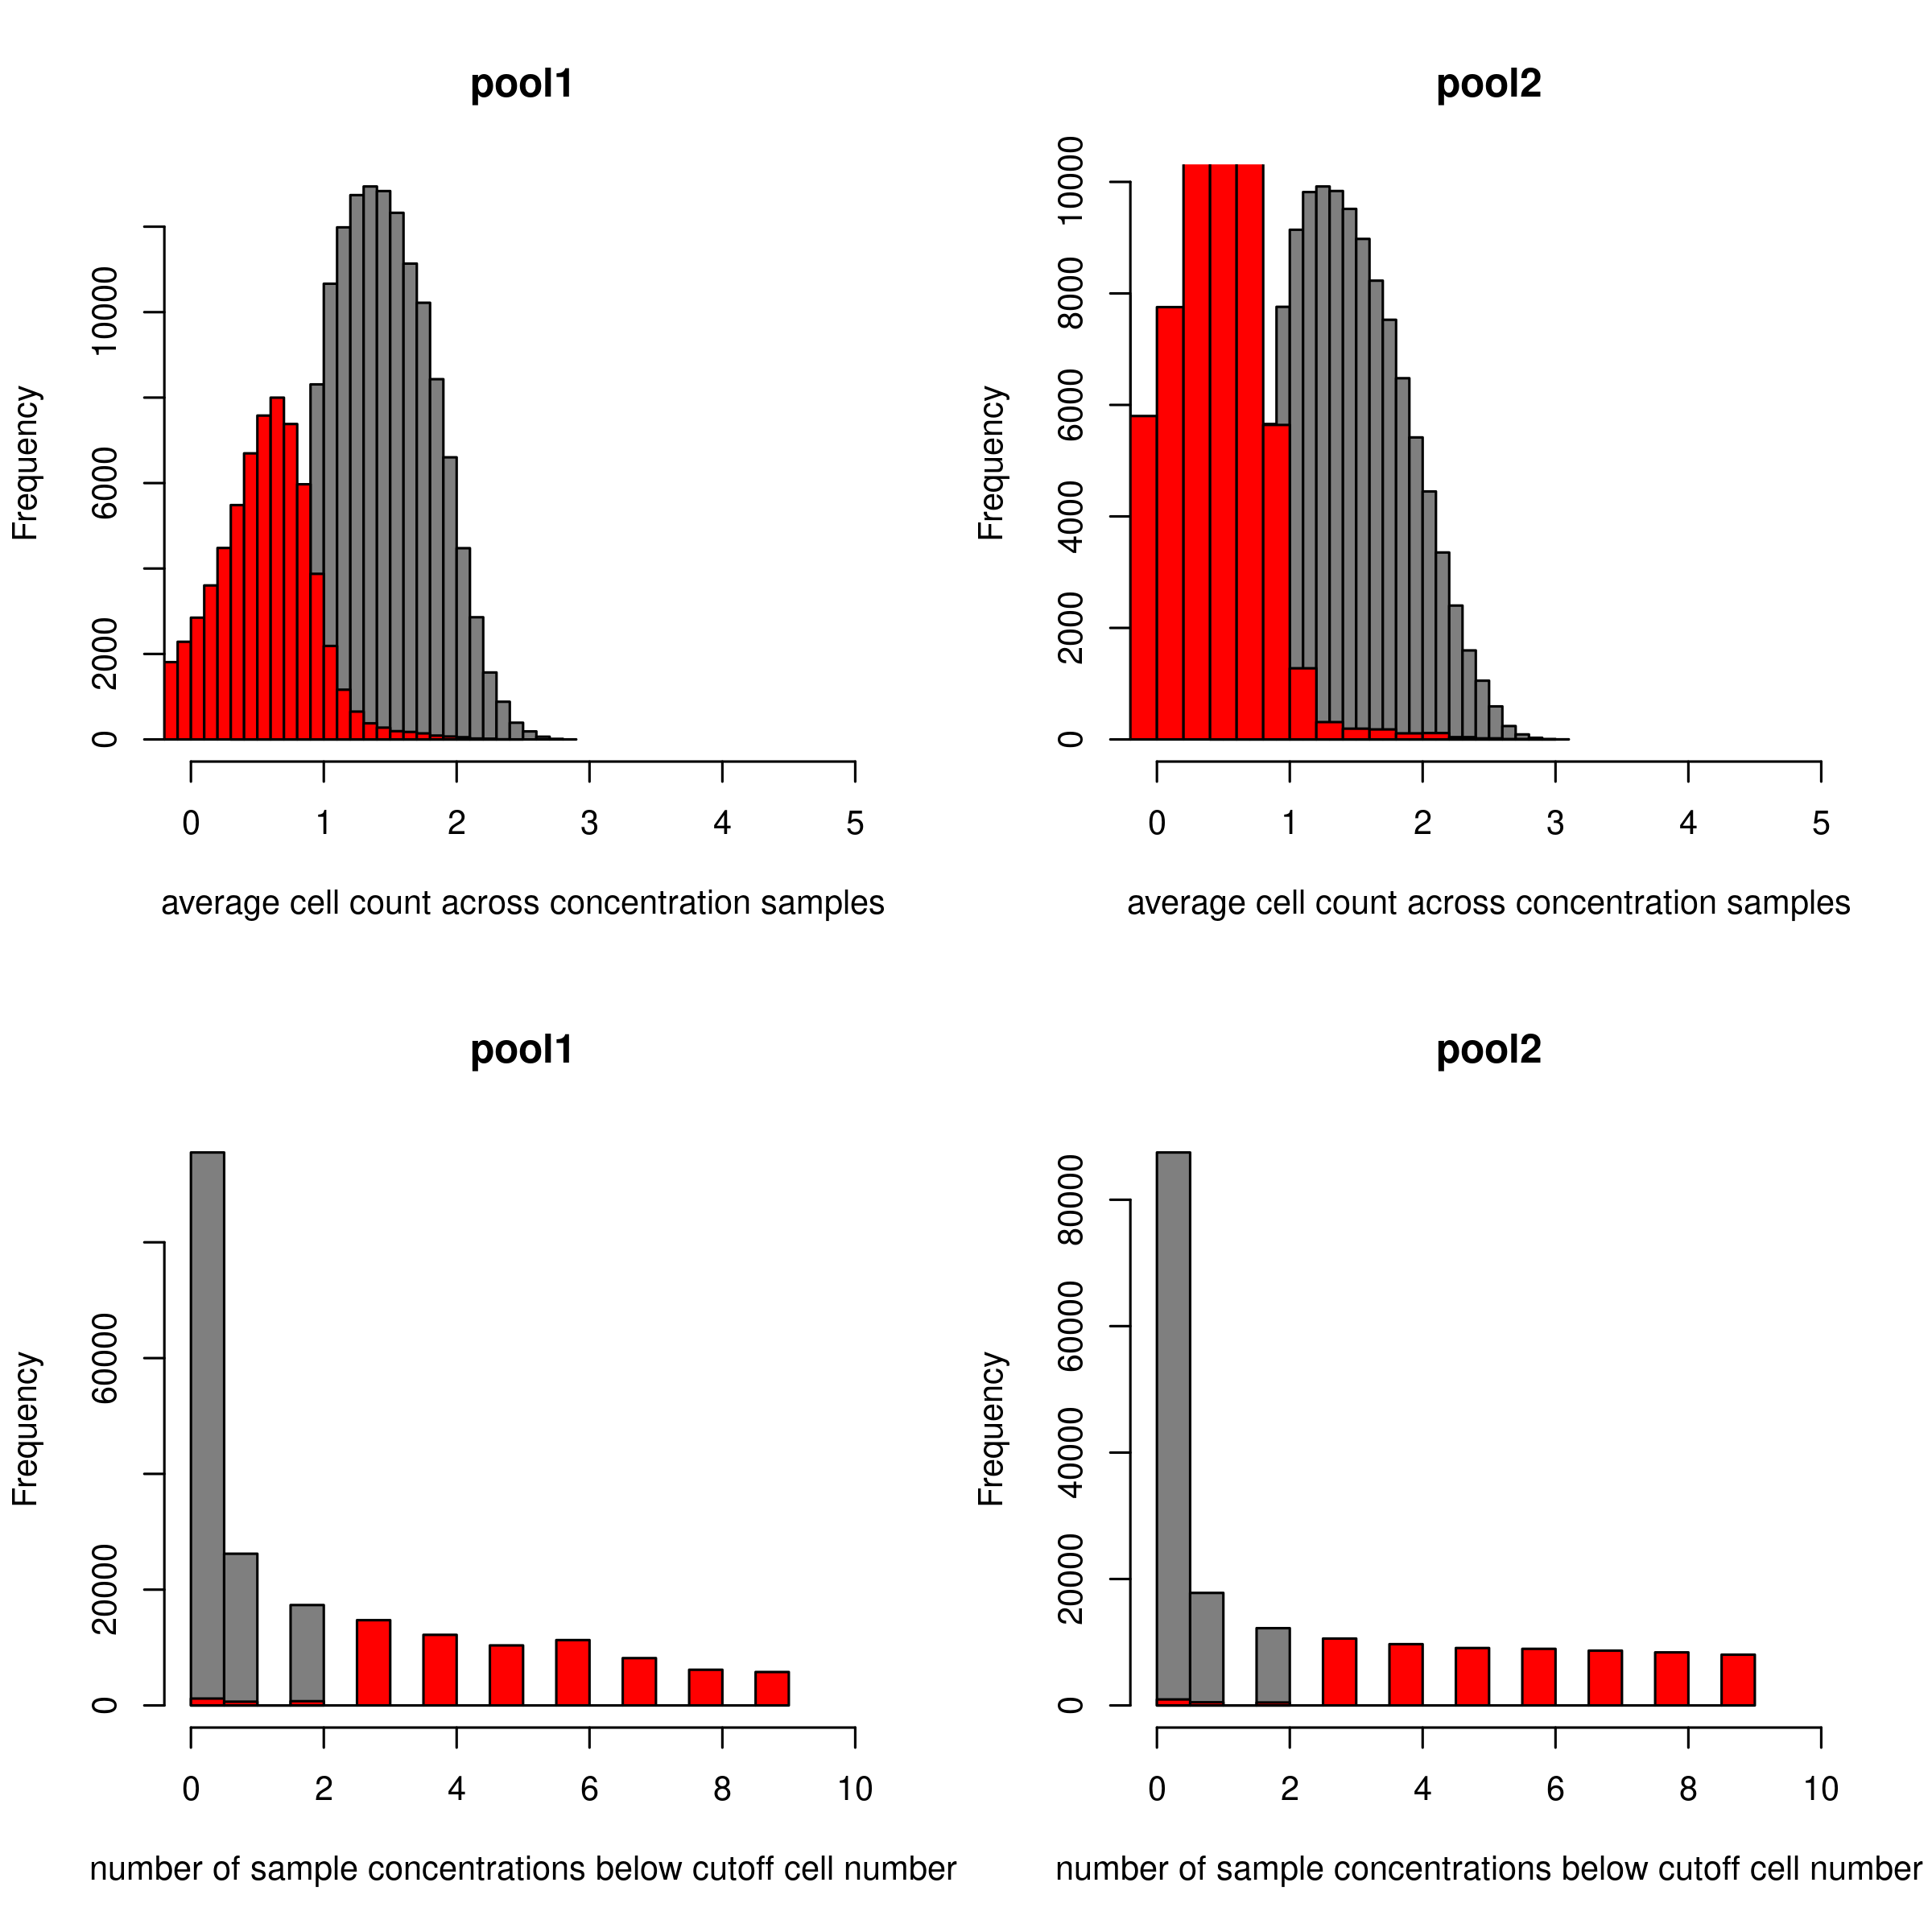 pool1
Frequency
0
2000
6000
10000
0 1 2 3 4 5
average cell count across concentration samples
pool2
Frequency
0
2000
4000
6000
8000
10000
0 1 2 3 4 5
average cell count across concentration samples
pool1
Frequency
0
20000
60000
0 2 4 6 8 10
number of sample concentrations below cutoff cell number
pool2
Frequency
0
20000
40000
60000
80000
0 2 4 6 8 10
number of sample concentrations below cutoff cell number